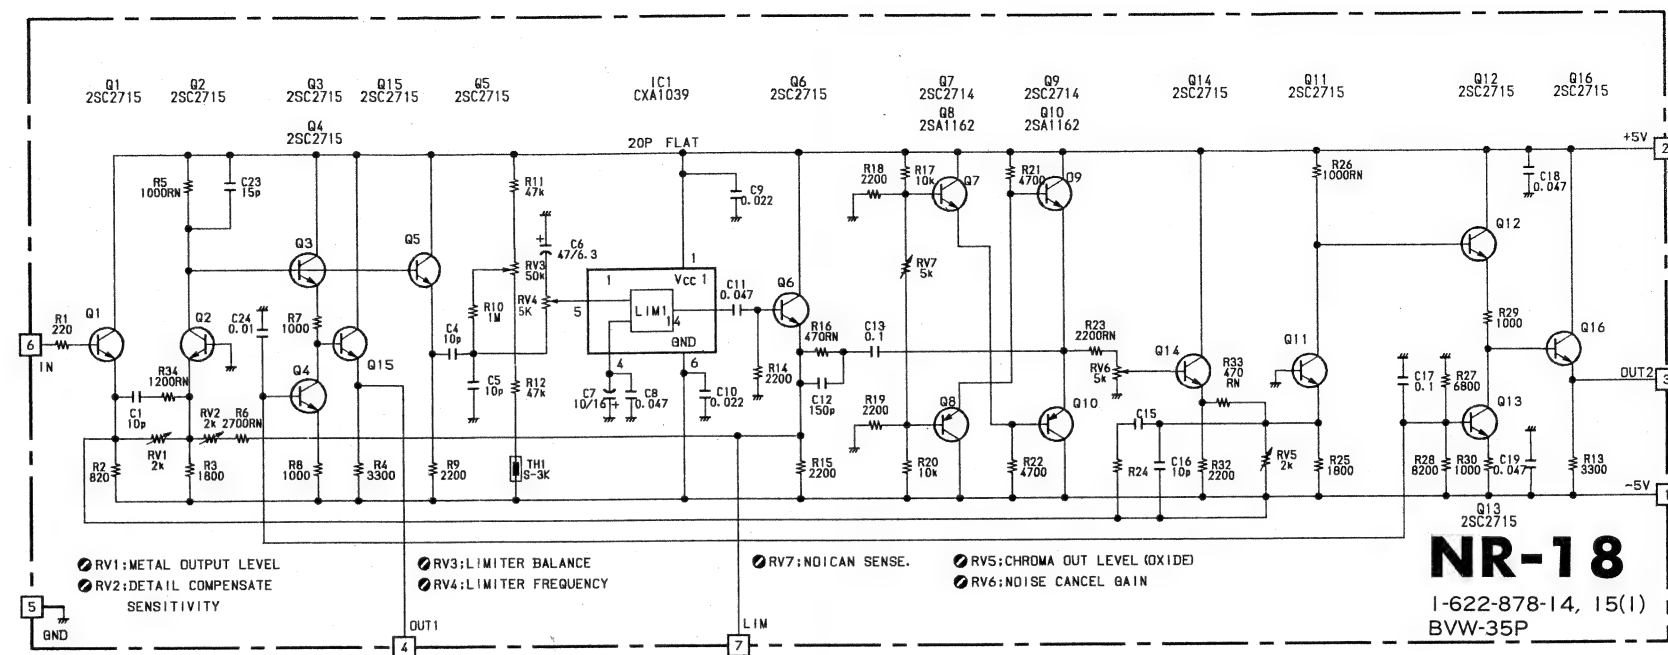 Q1
2SC2715
Q2
2SC2715
Q3
2SC2715
Q4
2SC2715
Q15
2SC2715
Q5
2SC2715
IC1
CXA1039
Q6
2SC2715
Q7
2SC2714
Q8
2SA1162
Q9
2SC2714
Q10
2SA1162
Q14
2SC2715
Q11
2SC2715
Q12
2SC2715
Q16
2SC2715
20P FLAT
+5V
2
R5
1000RN
C23
15p
R11
47k
C9
0.022
R18
2200
R17
10k
Q7
R21
4700
Q9
R26
1000RN
C18
0.047
Q3
Q5
+
C6
47/6.3
RV3
50k
1
Vcc 1
1
Q12
C11
0.047
Q6
RV7
5k
R10
1M
RV4
5K
5
LIM1
14
GND
Q1
R1
220
6
IN
Q2
C24
0.01
R7
1000
Q15
C4
10p
4
6
R16
470RN
C13
0.1
R23
2200RN
RV6
5k
Q14
R33
470
RN
Q11
R29
1000
Q16
R34
1200RN
Q4
C5
10p
R12
47k
C7
10/16
+
C8
0.047
C10
0.022
R14
2200
C12
150p
R19
2200
Q8
Q10
C15
C17
0.1
R27
6800
Q13
OUT2
3
C1
10p
RV2
2k
R6
2700RN
RV1
2k
R2
820
R3
1800
R8
1000
R4
3300
R9
2200
TH1
S-3K
R15
2200
R20
10k
R22
4700
R24
C16
10p
R32
2200
RV5
2k
R25
1800
R28
8200
R30
1000
C19
0.047
R13
3300
-5V
1
Q13
2SC2715
RV1:METAL OUTPUT LEVEL
RV2:DETAIL COMPENSATE
SENSITIVITY
RV3:LIMITER BALANCE
RV4:LIMITER FREQUENCY
RV7:NOICAN SENSE.
RV5:CHROMA OUT LEVEL (OXIDE)
RV6:NOISE CANCEL GAIN
NR-18
1-622-878-14, 15(1)
BVW-35P
5
GND
OUT1
4
LIM
7